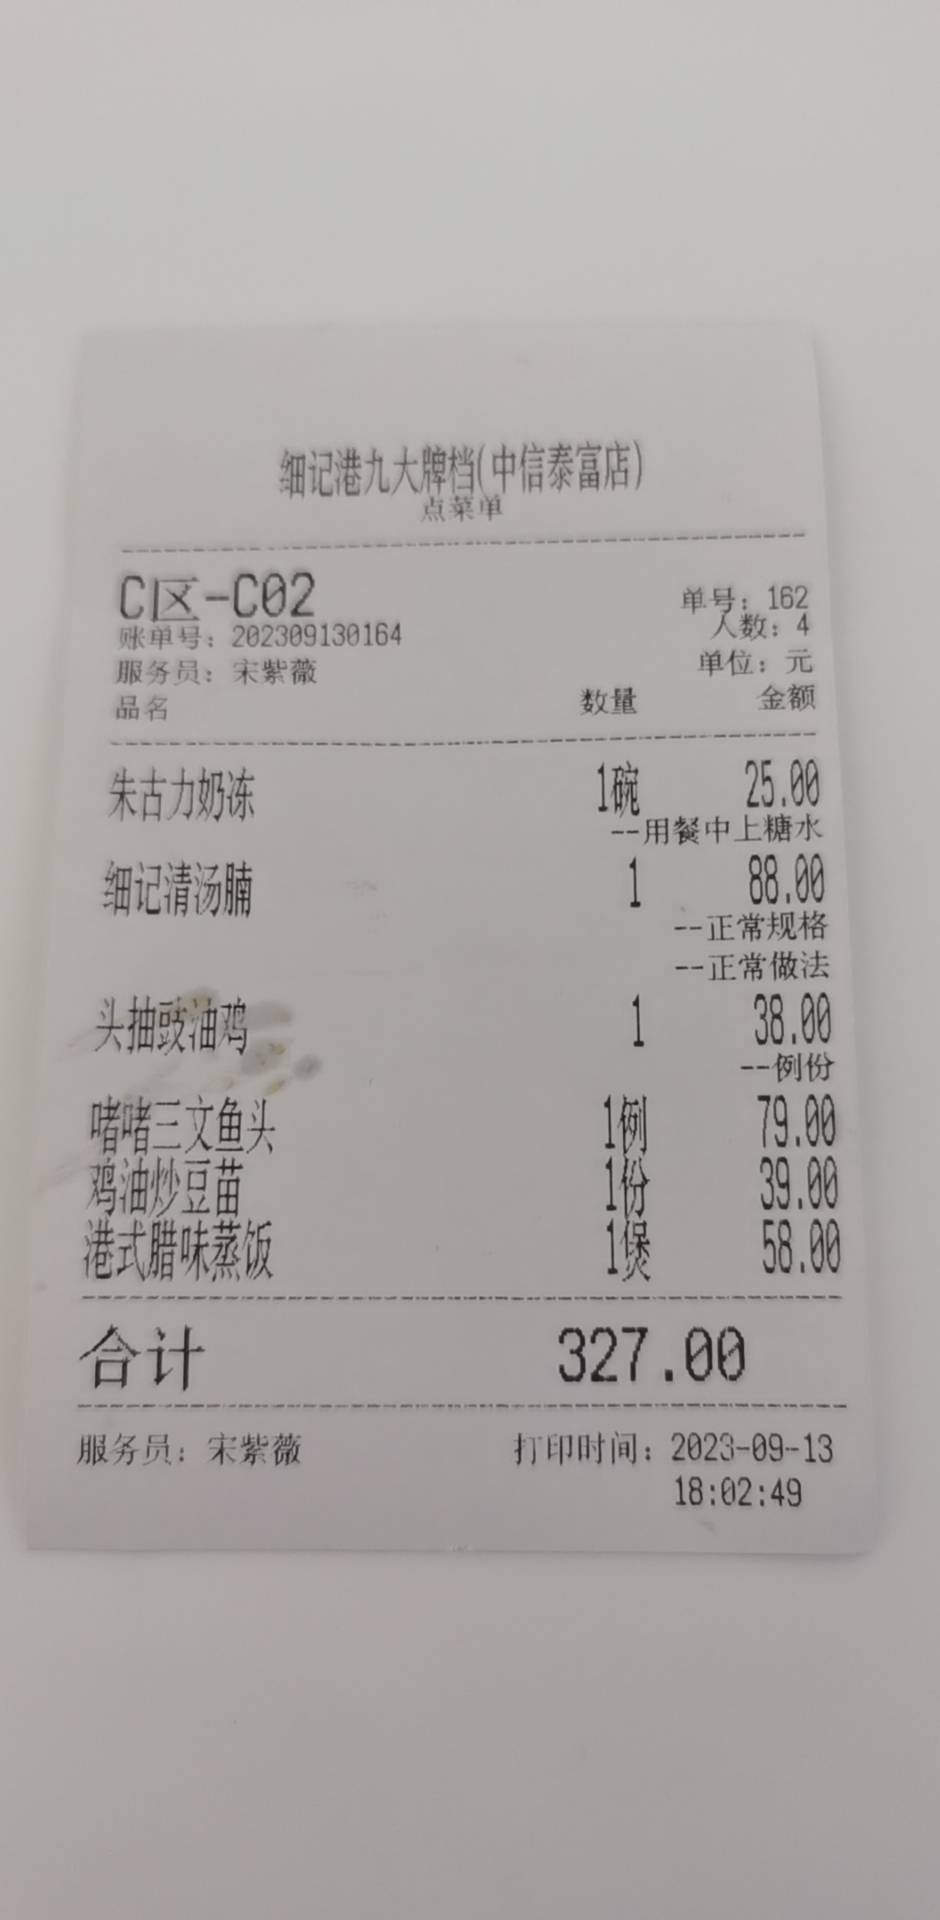 细记港九大牌档(中信泰富店)
点菜单
C区-C02
单号：162
账单号：202309130164
人数：4
服务员：宋紫薇
单位：元
品名 数量 金额
朱古力奶冻 1碗 25.00
--用餐中上糖水
细记清汤腩 1 88.00
--正常规格
--正常做法
头抽豉油鸡 1 38.00
--例份
啫啫三文鱼头 1例 79.00
鸡油炒豆苗 1份 39.00
港式腊味蒸饭 1煲 58.00
合计 327.00
服务员：宋紫薇 打印时间：2023-09-13
18:02:49